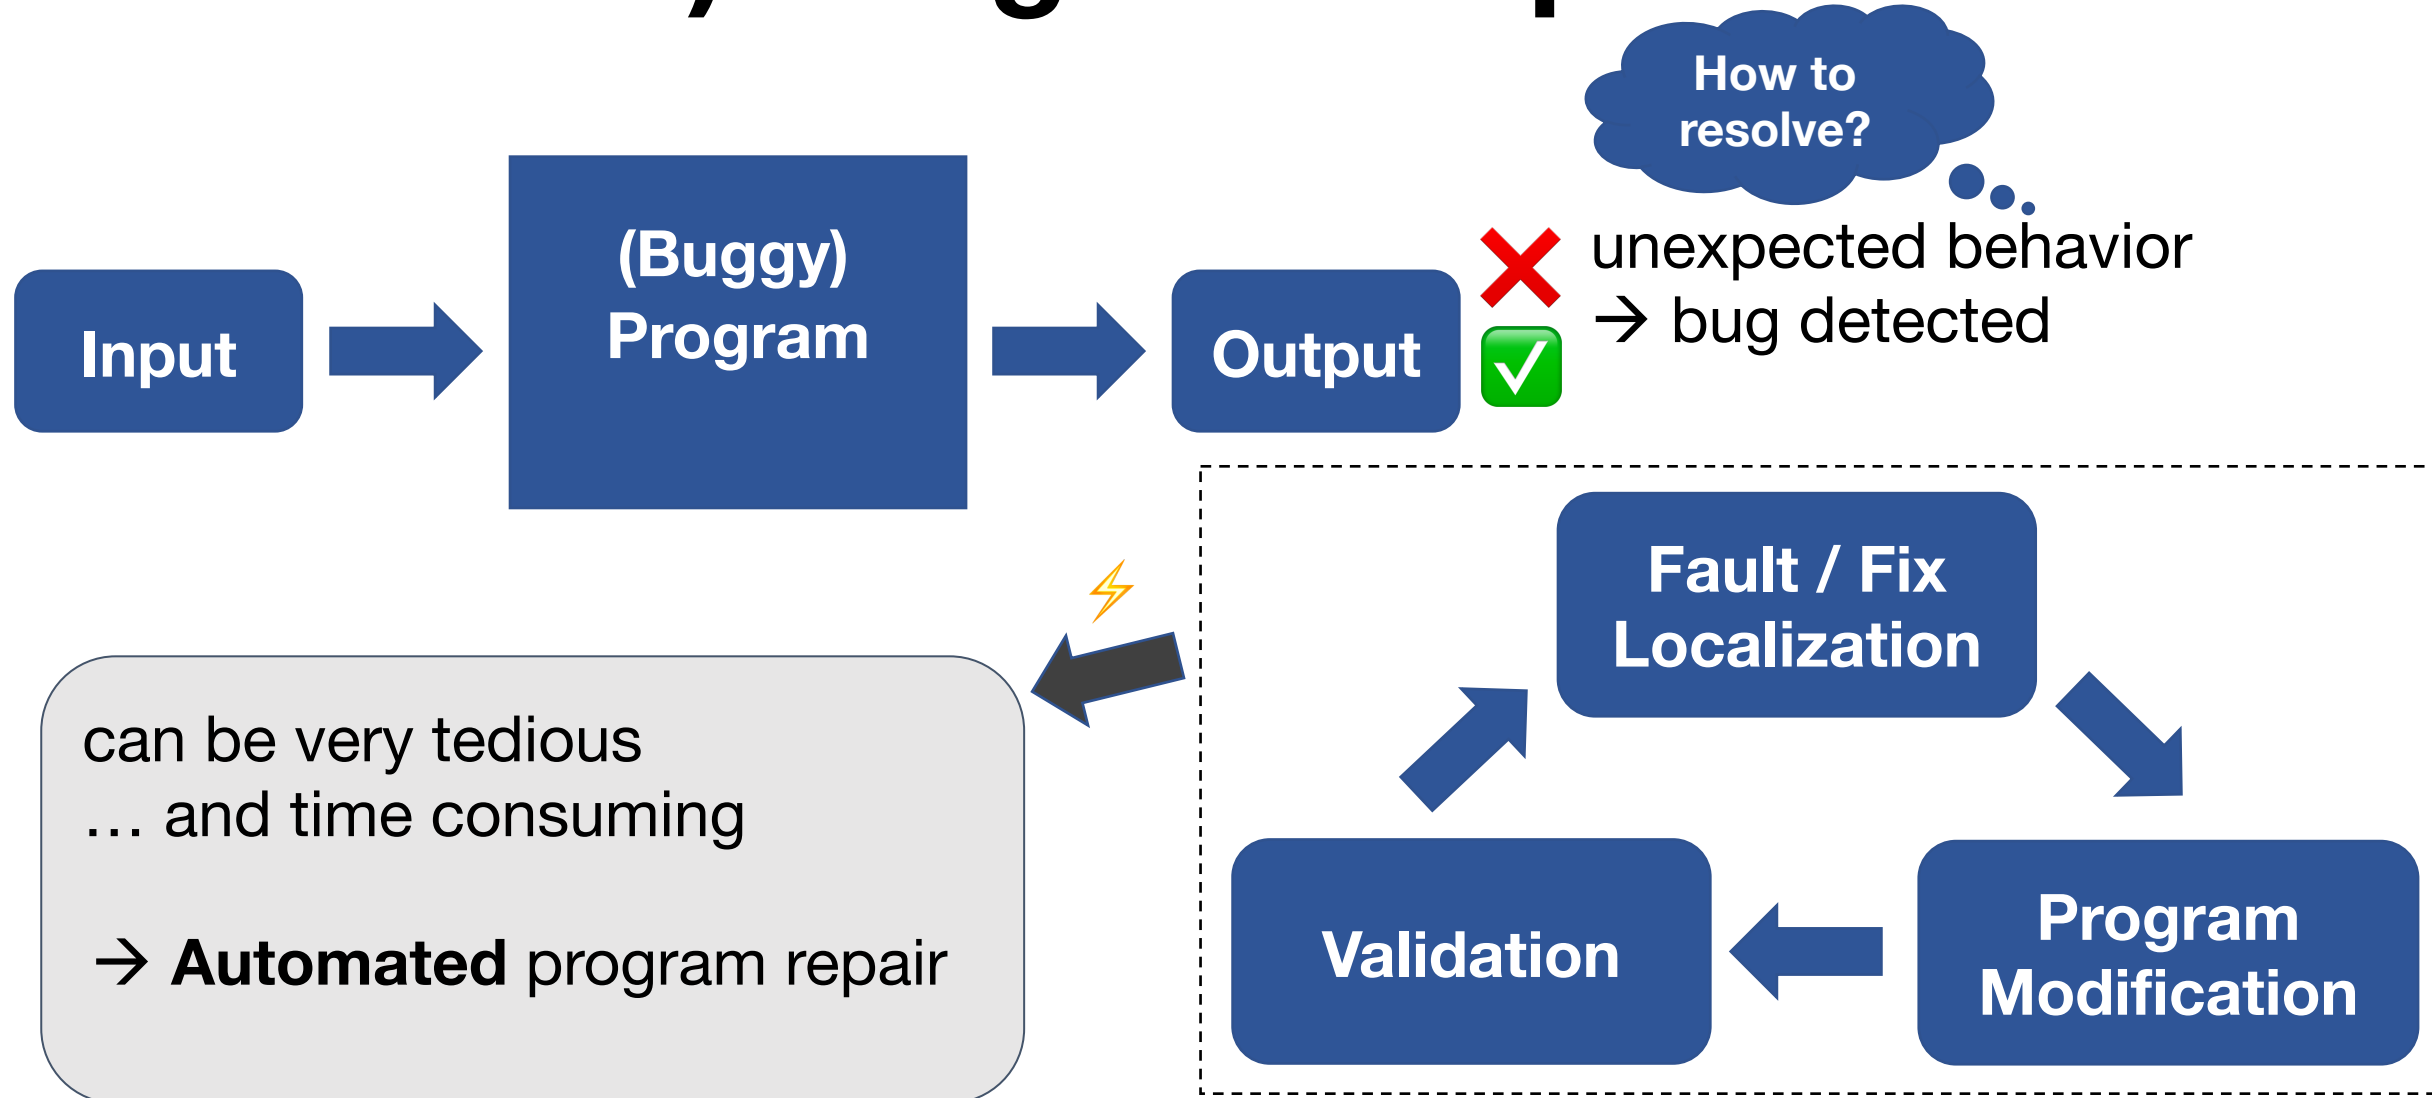 How to
resolve?
(Buggy)
Program
Input
Output
unexpected behavior
→ bug detected
Fault / Fix
Localization
can be very tedious
… and time consuming
→ Automated program repair
Validation
Program
Modification